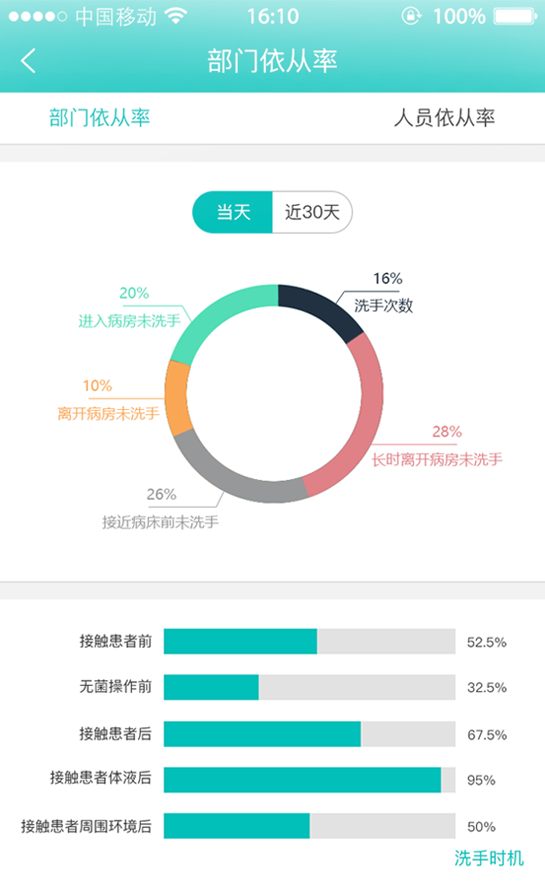 中国移动 16:10 100%
部门依从率
部门依从率 人员依从率
当天 近30天
16%
洗手次数
20%
进入病房未洗手
10%
离开病房未洗手
28%
长时离开病房未洗手
26%
接近病床前未洗手
接触患者前 52.5%
无菌操作前 32.5%
接触患者后 67.5%
接触患者体液后 95%
接触患者周围环境后 50%
洗手时机